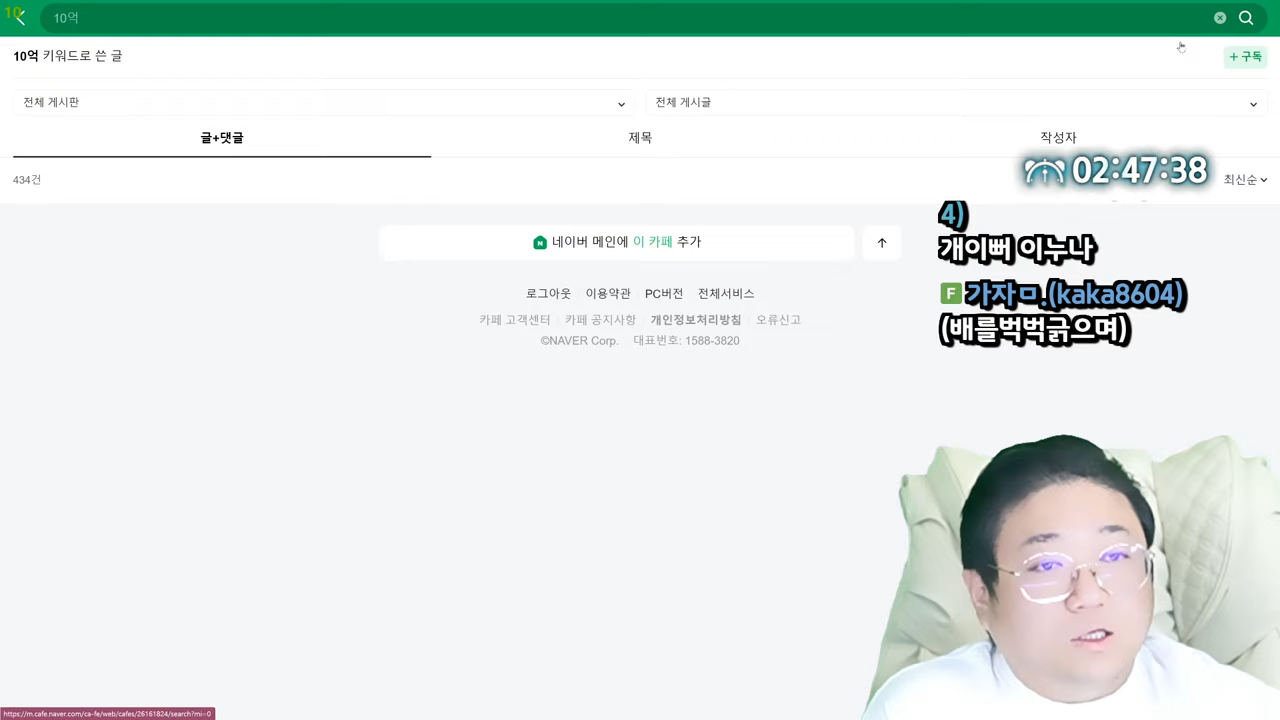 10
10억
10억 키워드로 쓴 글
+ 구독
전체 게시판
전체 게시글
글+댓글
제목
작성자
02:47:38
434건
최신순
4)
개이뻐 이누나
F 가자ㅁ.(kaka8604)
(배를벅벅긁으며)
네이버 메인에 이 카페 추가
로그아웃 이용약관 PC버전 전체서비스
카페 고객센터 카페 공지사항 개인정보처리방침 오류신고
©NAVER Corp. 대표번호: 1588-3820
https://m.cafe.naver.com/ca-fe/web/cafes/26161824/search?mi=0